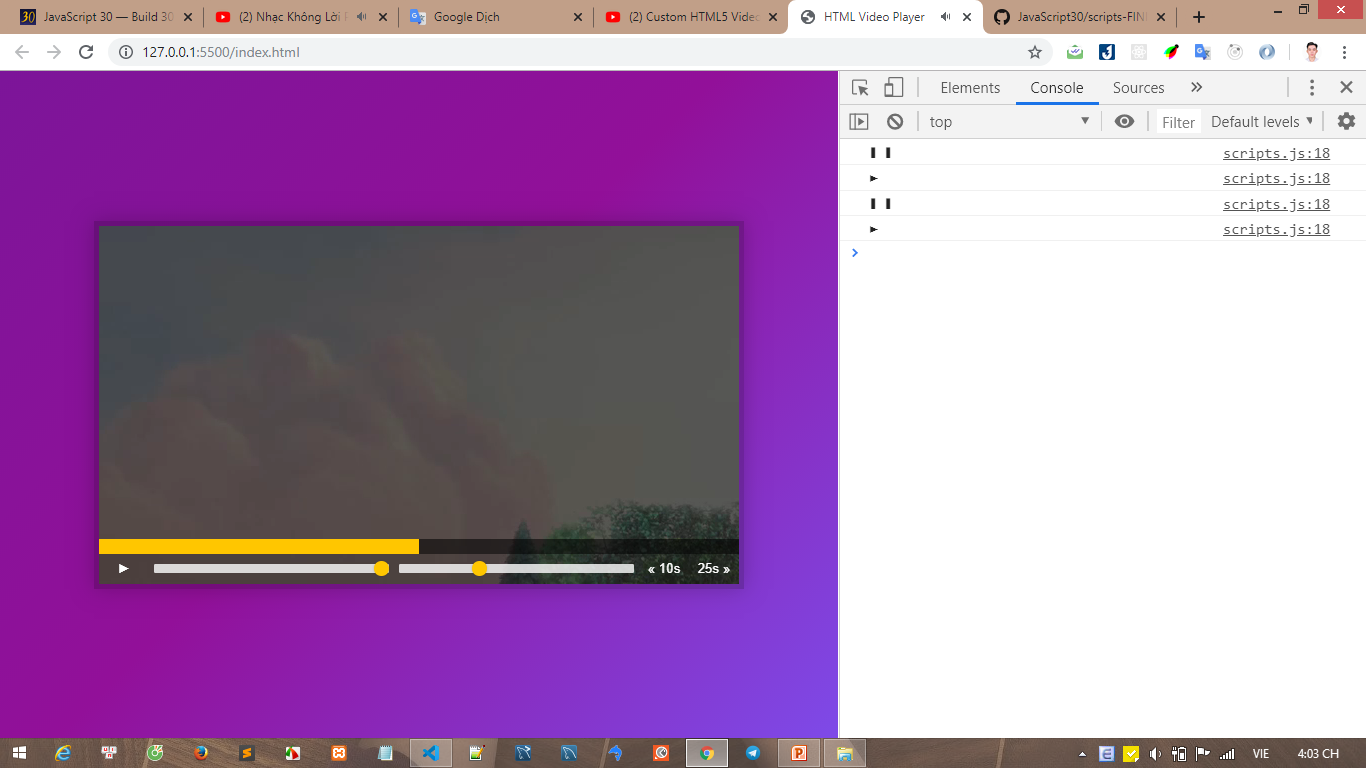 JavaScript 30 — Build 30
(2) Nhạc Không Lời
Google Dịch
(2) Custom HTML5 Video
HTML Video Player
JavaScript30/scripts-FIN
127.0.0.1:5500/index.html
Elements Console Sources »
top Filter Default levels
❚ ❚ scripts.js:18
► scripts.js:18
❚ ❚ scripts.js:18
► scripts.js:18
›
► « 10s 25s »
VIE 4:03 CH